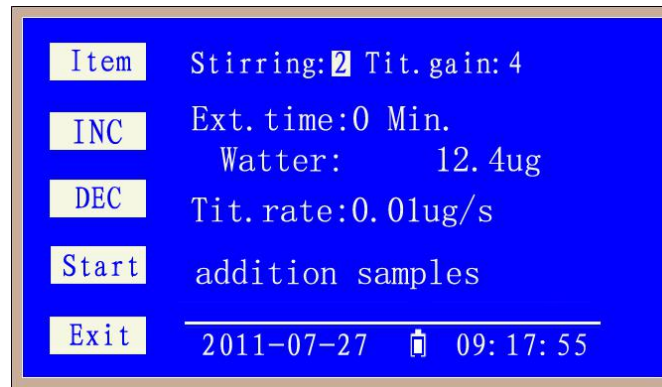 Item
Stirring:2 Tit.gain:4
INC
Ext.time:0 Min.
Watter: 12.4ug
DEC
Tit.rate:0.01ug/s
Start
addition samples
Exit
2011-07-27 09:17:55